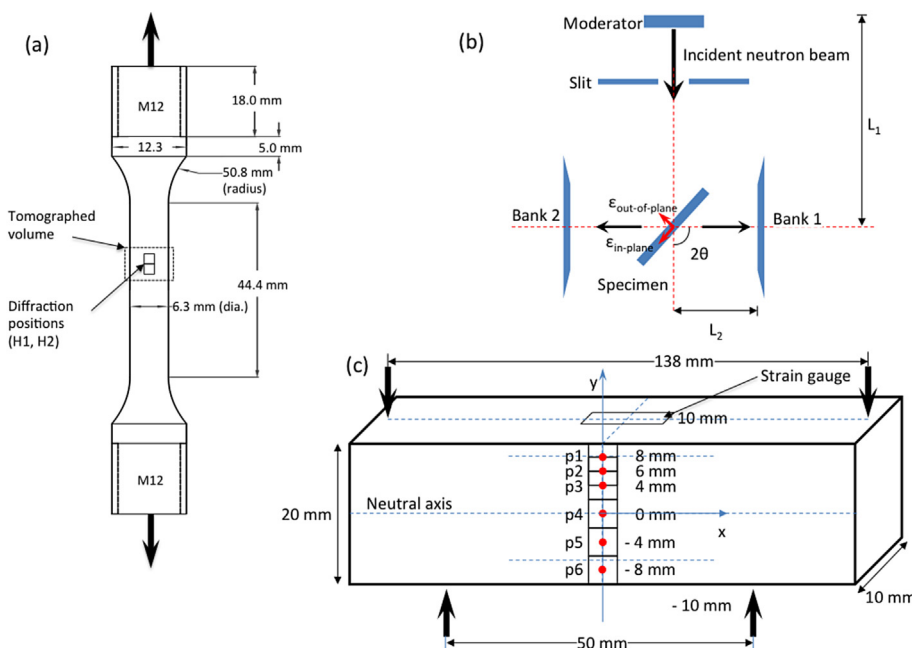 (a)
M12
18.0 mm
12.3
5.0 mm
50.8 mm
(radius)
Tomographed
volume
44.4 mm
Diffraction
positions
(H1, H2)
6.3 mm (dia.)
M12
(b)
Moderator
Incident neutron beam
Slit
L1
Bank 2
εout-of-plane
εin-plane
Bank 1
2θ
Specimen
L2
(c)
138 mm
y
Strain gauge
10 mm
p1 8 mm
p2 6 mm
p3 4 mm
Neutral axis
20 mm
p4 0 mm
x
p5 - 4 mm
p6 - 8 mm
- 10 mm
10 mm
50 mm